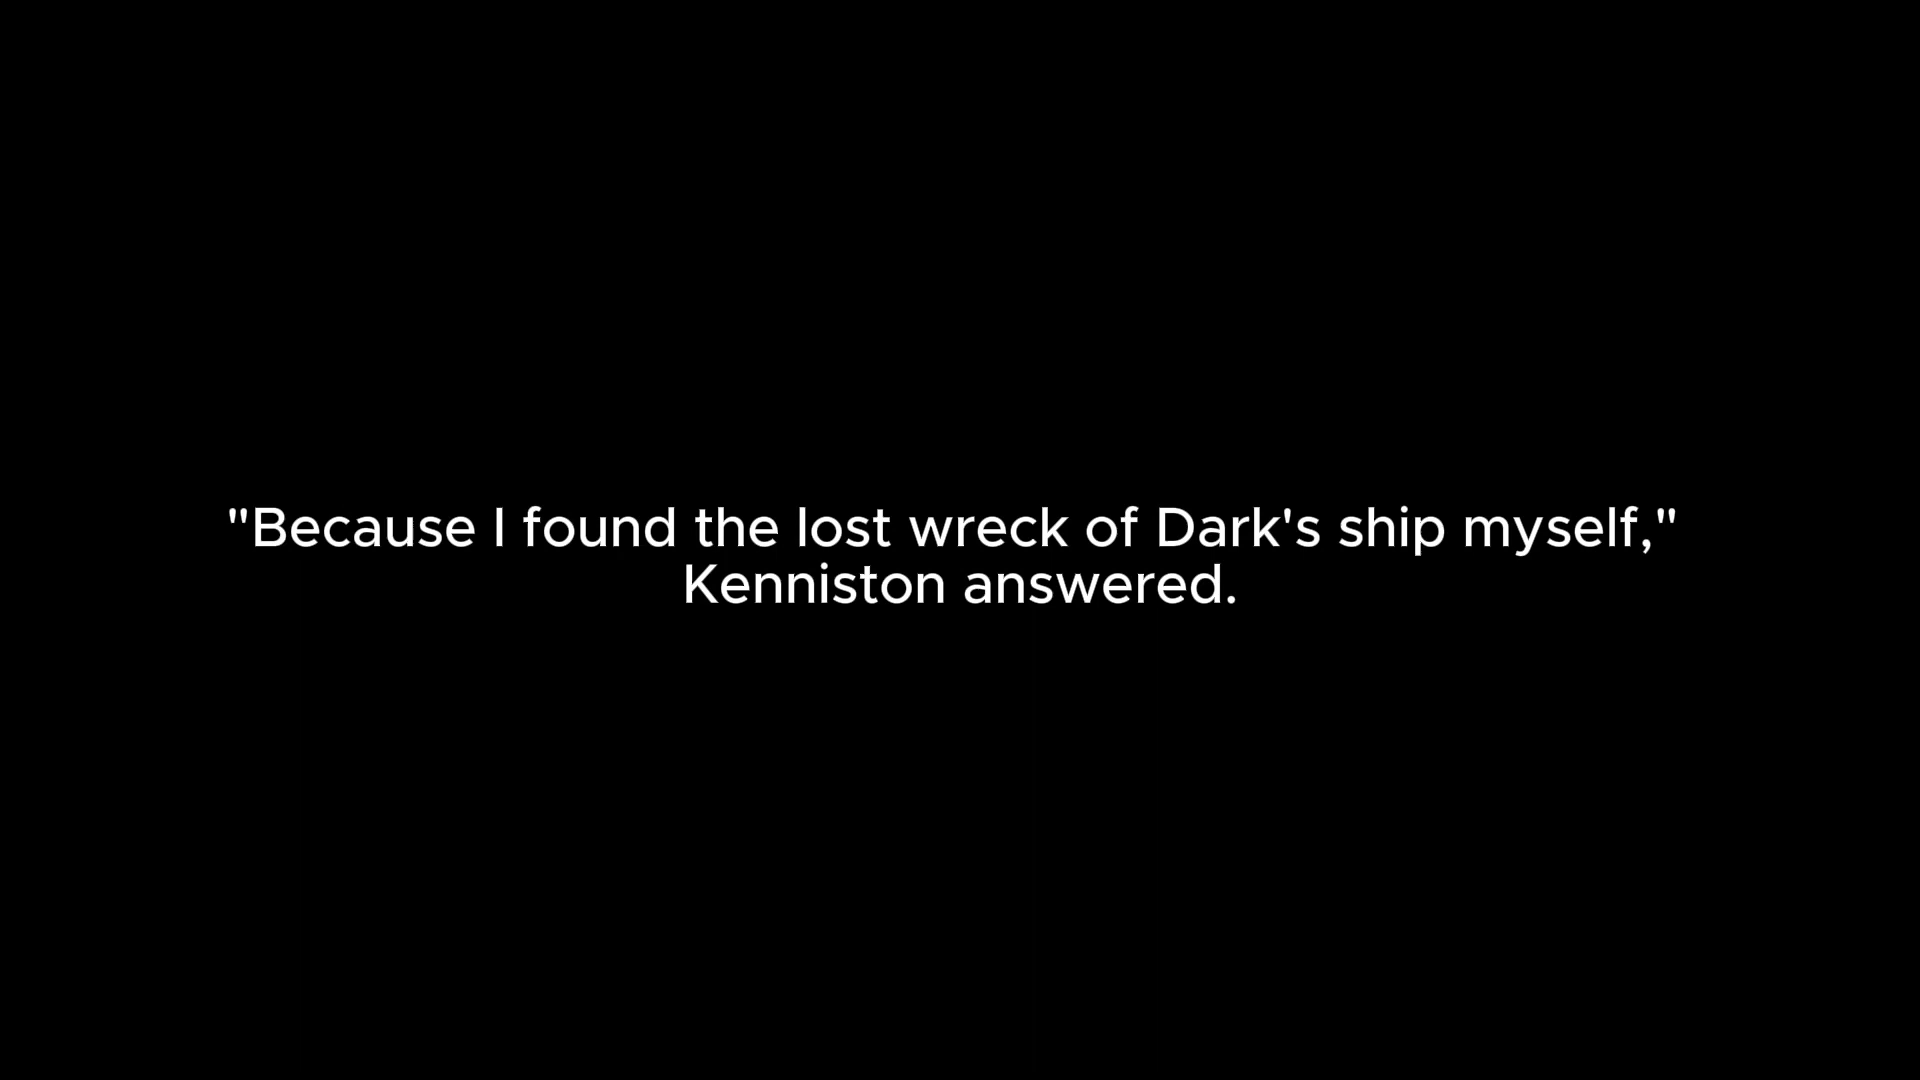 "Because I found the lost wreck of Dark's ship myself,"
Kenniston answered.